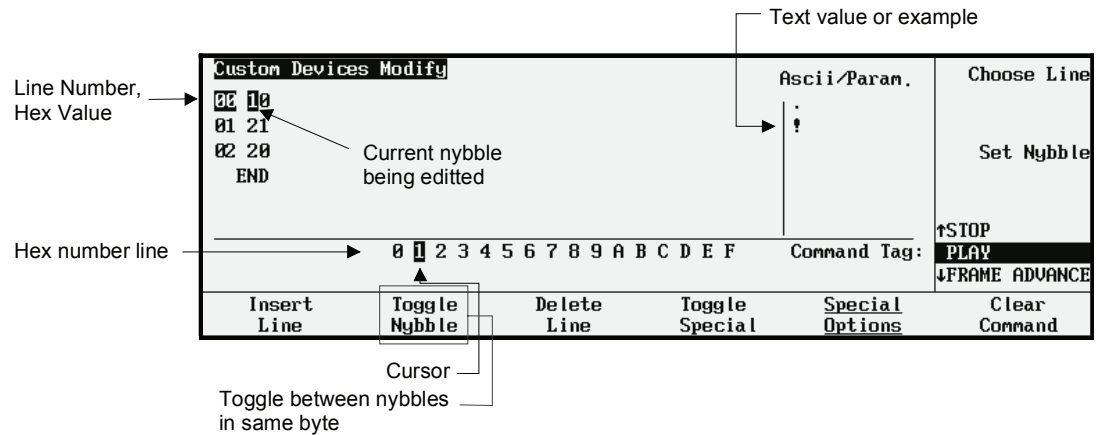 Text value or example
Line Number,
Hex Value
Custom Devices Modify
Ascii/Param.
Choose Line
00 10
.
01 21
!
02 20
Set Nybble
END
Current nybble
being editted
↑STOP
Hex number line
0 1 2 3 4 5 6 7 8 9 A B C D E F
Command Tag:
PLAY
↓FRAME ADVANCE
Insert
Line
Toggle
Nybble
Delete
Line
Toggle
Special
Special
Options
Clear
Command
Cursor
Toggle between nybbles
in same byte